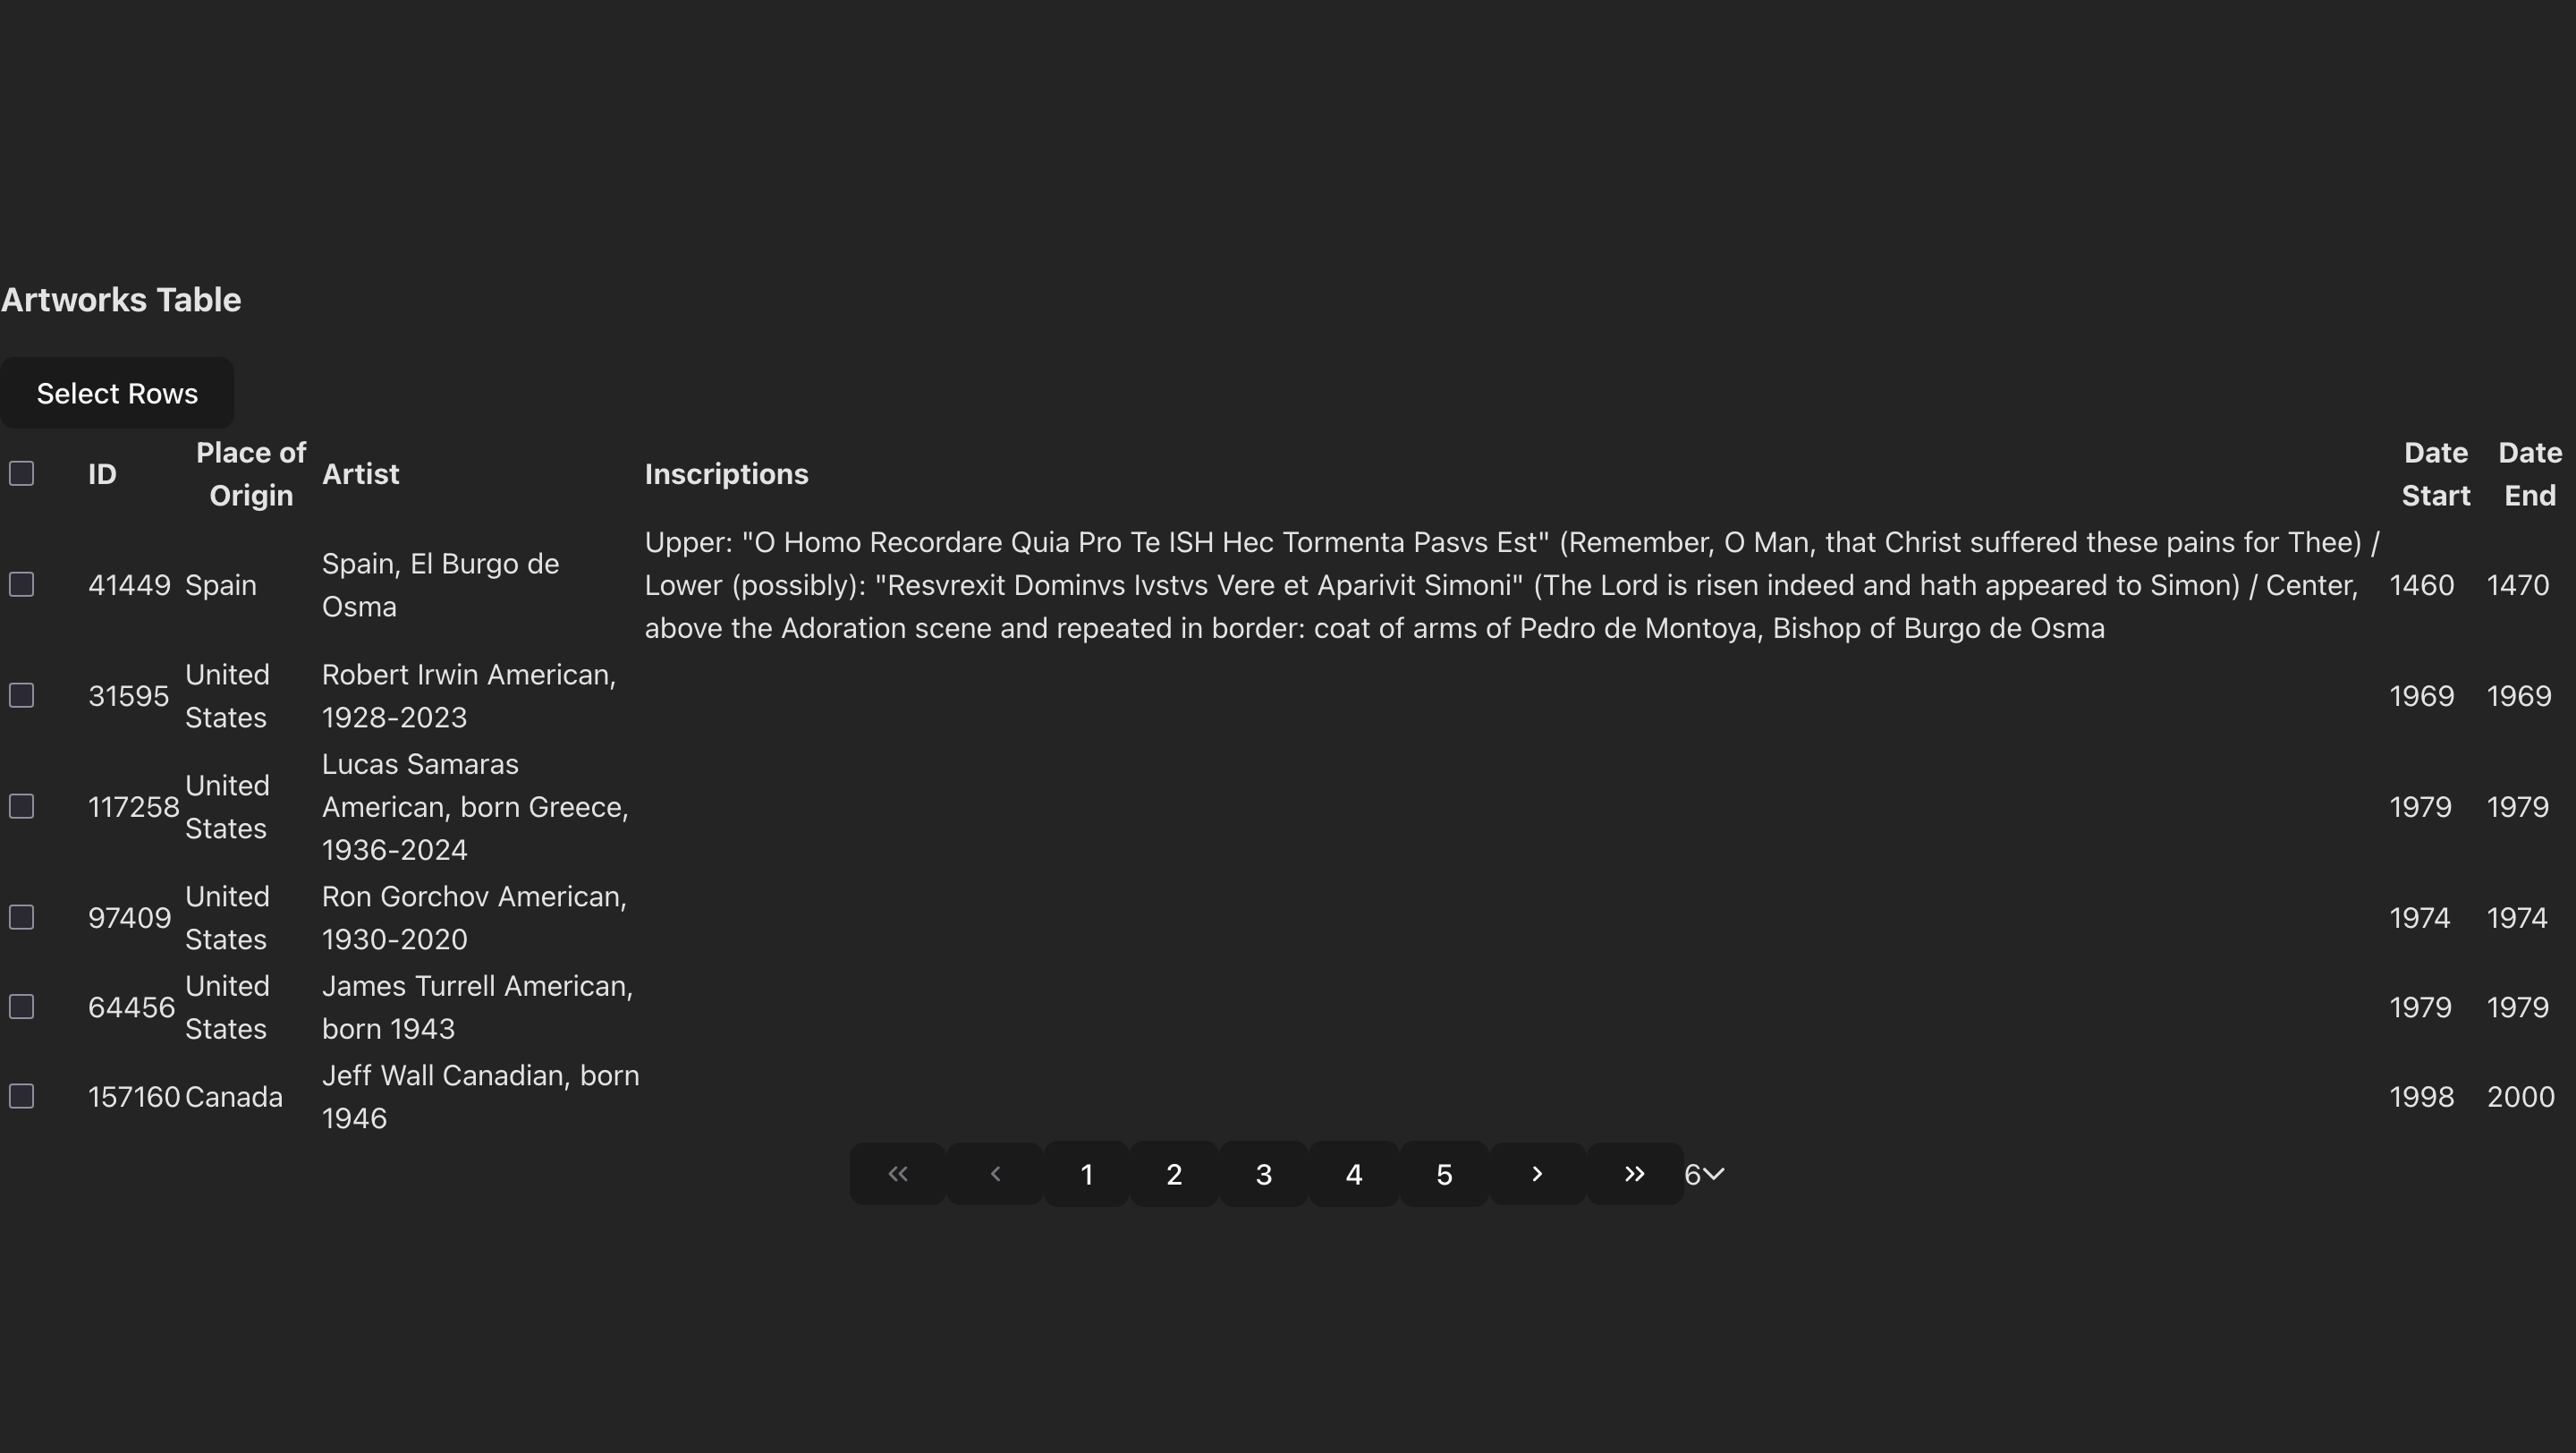 Artworks Table
Select Rows
ID Place of Origin Artist Inscriptions Date Start Date End
41449 Spain Spain, El Burgo de Osma Upper: "O Homo Recordare Quia Pro Te ISH Hec Tormenta Pasvs Est" (Remember, O Man, that Christ suffered these pains for Thee) /
Lower (possibly): "Resvrexit Dominvs Ivstvs Vere et Aparivit Simoni" (The Lord is risen indeed and hath appeared to Simon) / Center,
above the Adoration scene and repeated in border: coat of arms of Pedro de Montoya, Bishop of Burgo de Osma 1460 1470
31595 United States Robert Irwin American, 1928-2023 1969 1969
117258 United States Lucas Samaras American, born Greece, 1936-2024 1979 1979
97409 United States Ron Gorchov American, 1930-2020 1974 1974
64456 United States James Turrell American, born 1943 1979 1979
157160 Canada Jeff Wall Canadian, born 1946 1998 2000
« ‹ 1 2 3 4 5 › » 6